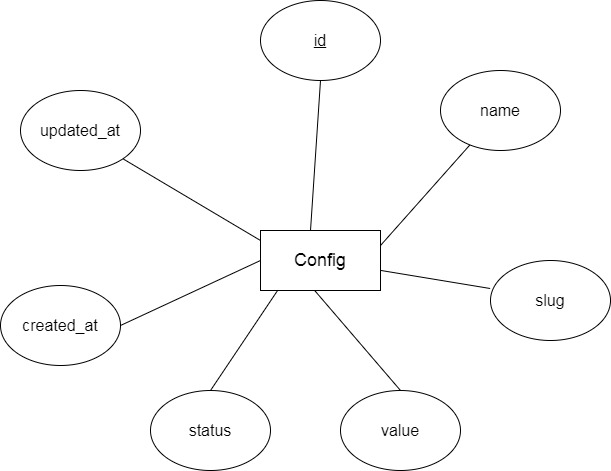 id
name
updated_at
Config
slug
created_at
status
value